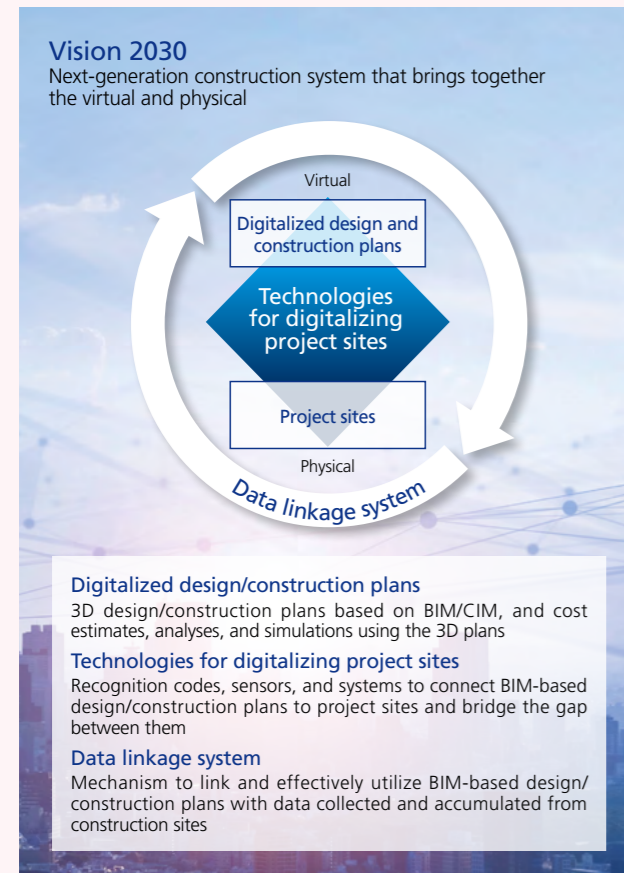 Vision 2030
Next-generation construction system that brings together
the virtual and physical
Virtual
Digitalized design and
construction plans
Technologies
for digitalizing
project sites
Project sites
Physical
Data linkage system
Digitalized design/construction plans
3D design/construction plans based on BIM/CIM, and cost
estimates, analyses, and simulations using the 3D plans
Technologies for digitalizing project sites
Recognition codes, sensors, and systems to connect BIM-based
design/construction plans to project sites and bridge the gap
between them
Data linkage system
Mechanism to link and effectively utilize BIM-based design/
construction plans with data collected and accumulated from
construction sites